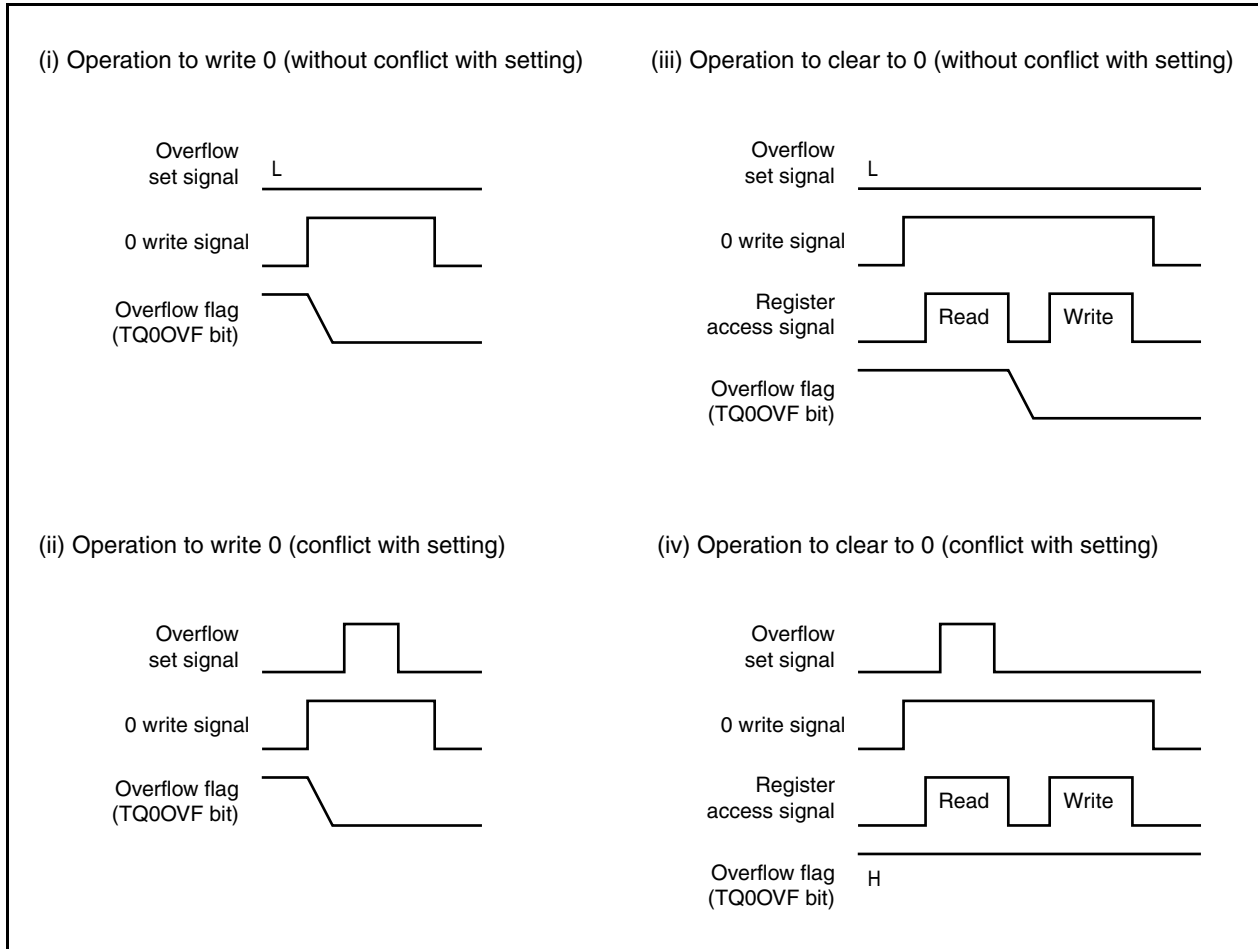 (i) Operation to write 0 (without conflict with setting)
Overflow
set signal
L
0 write signal
Overflow flag
(TQ0OVF bit)
(iii) Operation to clear to 0 (without conflict with setting)
Overflow
set signal
L
0 write signal
Register
access signal
Read
Write
Overflow flag
(TQ0OVF bit)
(ii) Operation to write 0 (conflict with setting)
Overflow
set signal
0 write signal
Overflow flag
(TQ0OVF bit)
(iv) Operation to clear to 0 (conflict with setting)
Overflow
set signal
0 write signal
Register
access signal
Read
Write
Overflow flag
(TQ0OVF bit)
H